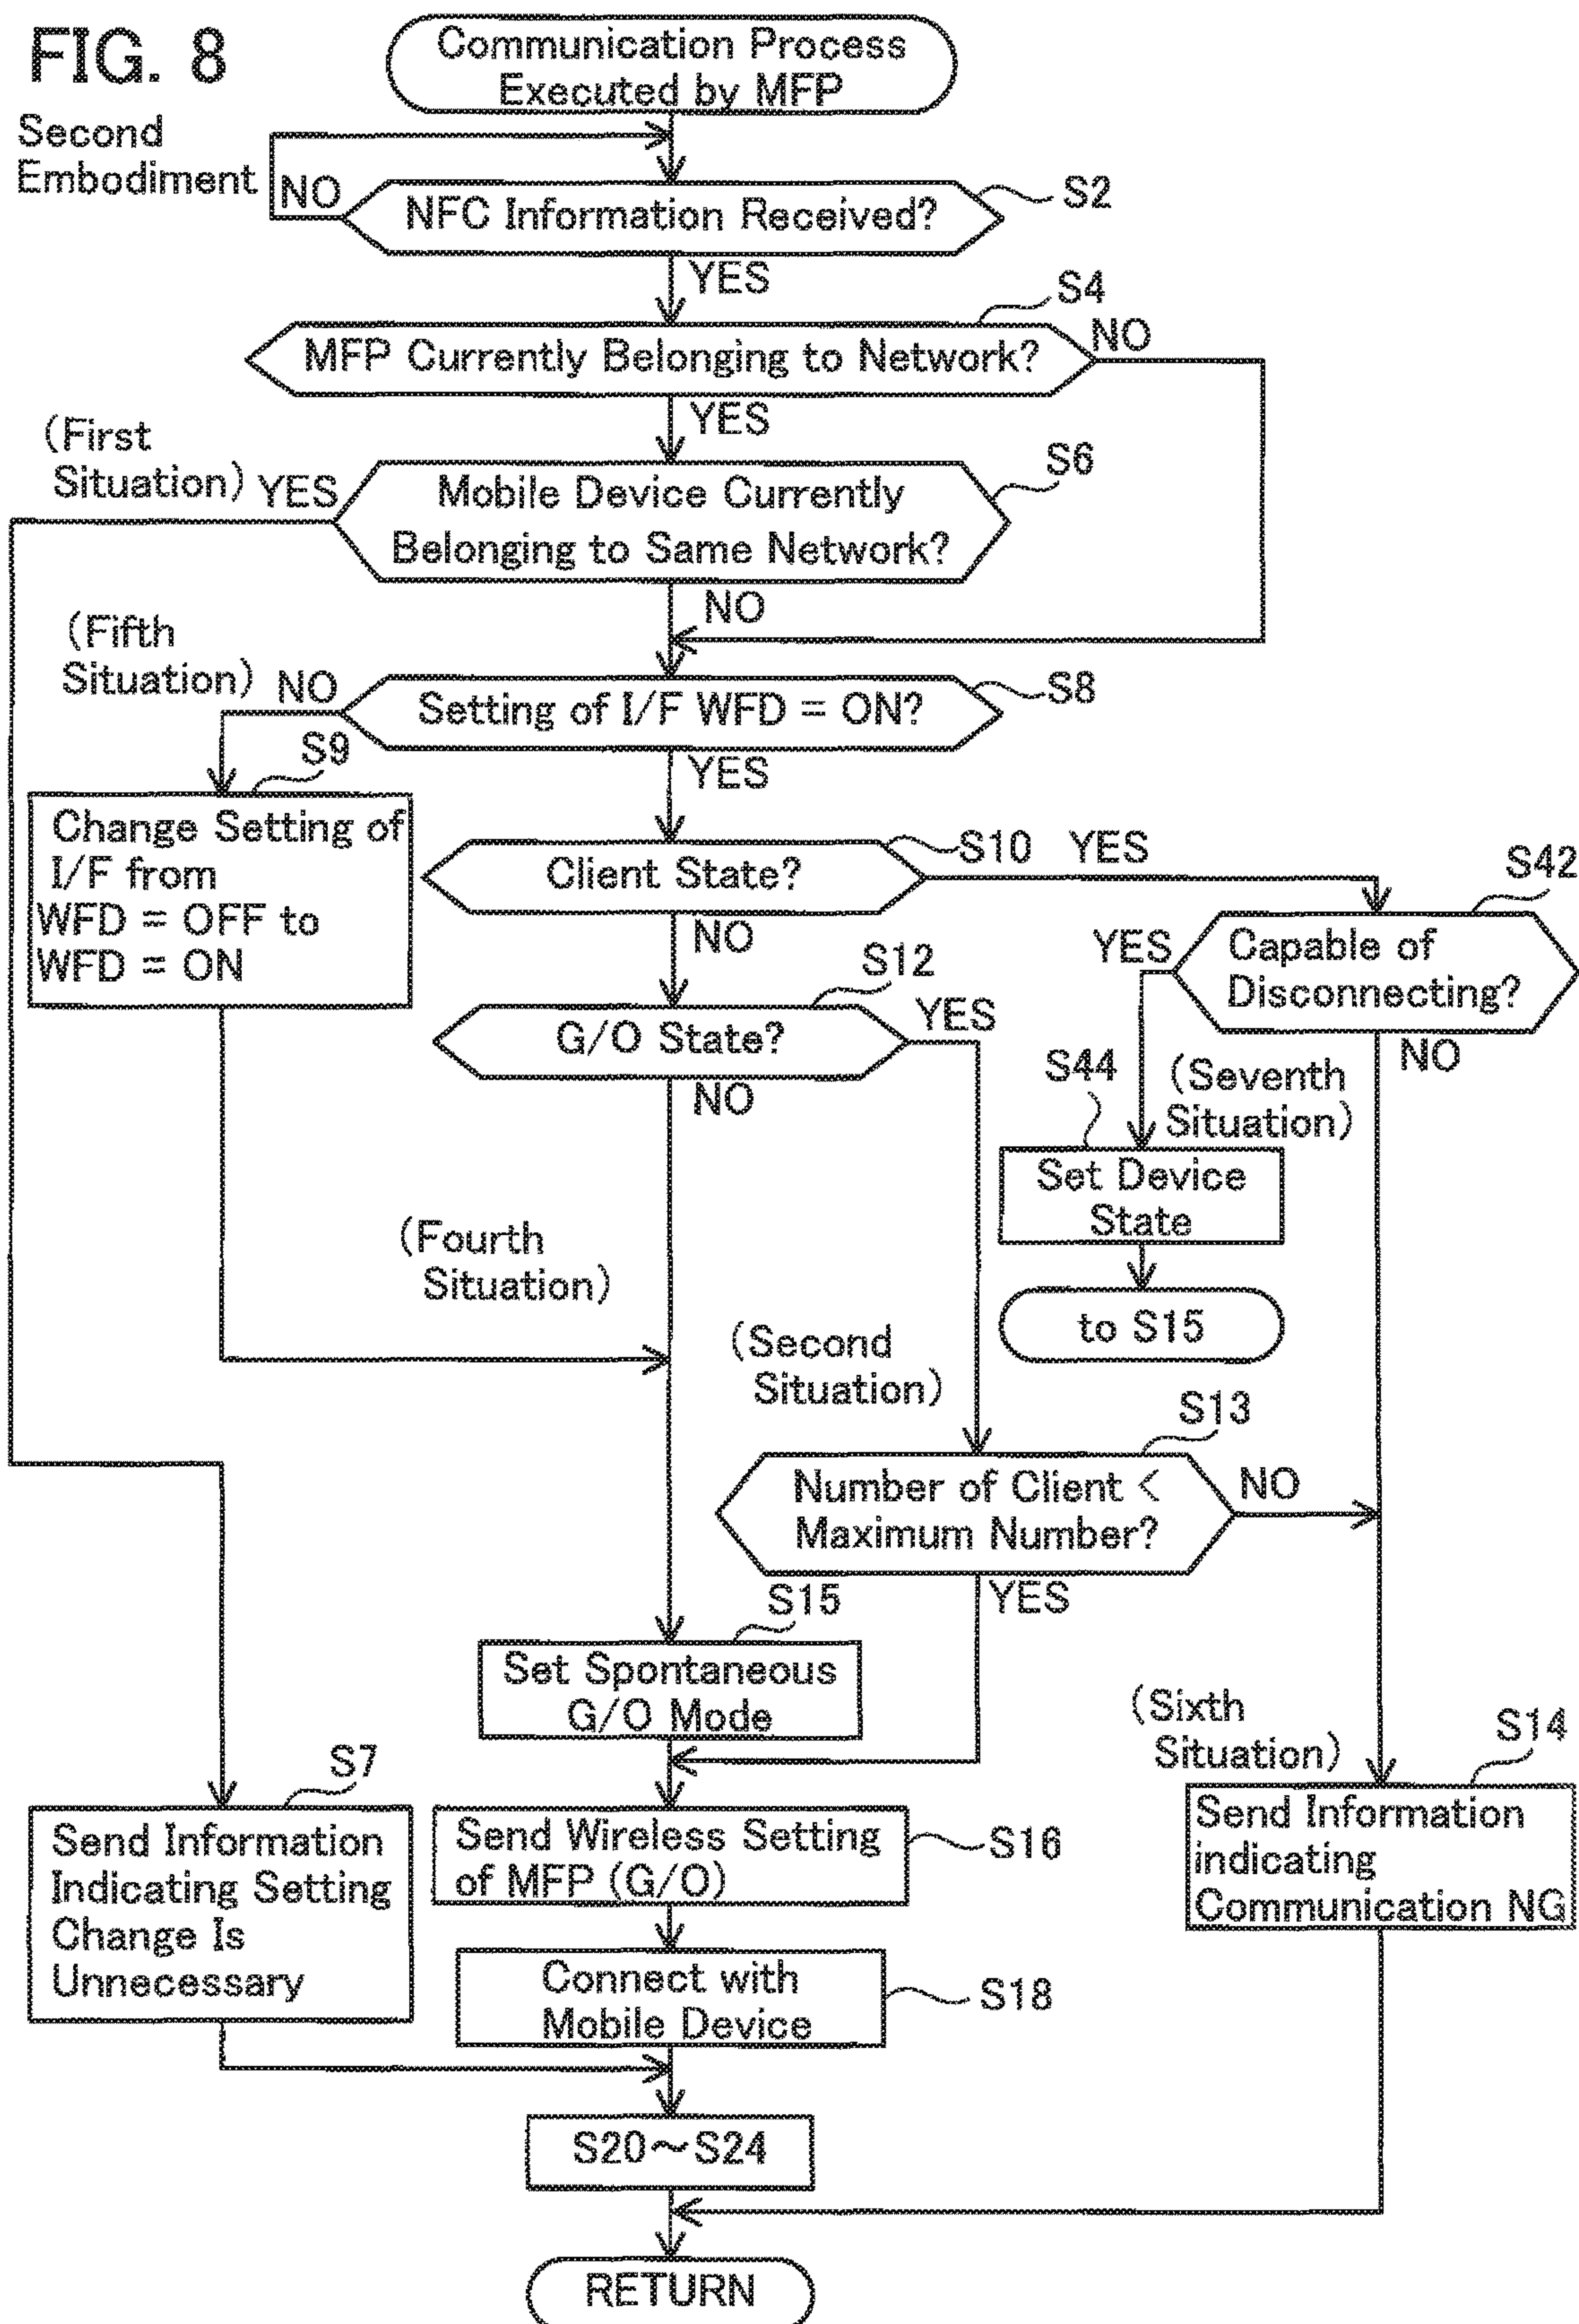 FIG. 8
Second
Embodiment
Communication Process
Executed by MFP
NO
NFC Information Received?
S2
YES
S4
MFP Currently Belonging to Network?
NO
YES
(First
Situation)
YES
S6
Mobile Device Currently
Belonging to Same Network?
NO
(Fifth
Situation)
NO
Setting of I/F WFD = ON?
S8
S9
YES
Change Setting of
I/F from
WFD = OFF to
WFD = ON
Client State?
S10
YES
NO
S42
Capable of
Disconnecting?
YES
NO
S12
G/O State?
YES
NO
S44
(Seventh
Situation)
Set Device
State
to S15
(Fourth
Situation)
(Second
Situation)
S13
Number of Client <
Maximum Number?
NO
YES
S15
Set Spontaneous
G/O Mode
(Sixth
Situation)
S14
Send Information
indicating
Communication NG
S7
Send Information
Indicating Setting
Change Is
Unnecessary
Send Wireless Setting
of MFP (G/O)
S16
Connect with
Mobile Device
S18
S20～S24
RETURN